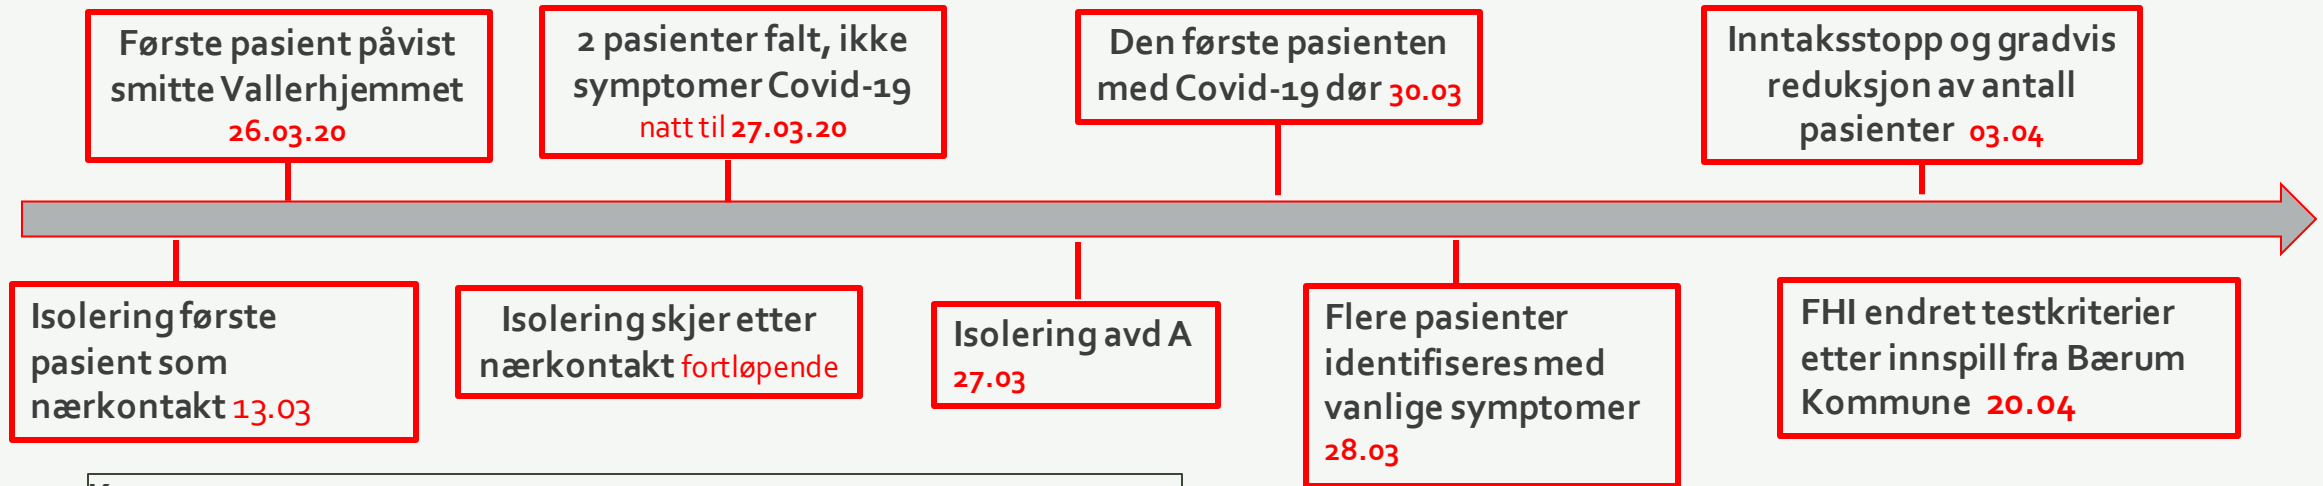 Første pasient påvist
smitte Vallerhjemmet
26.03.20
2 pasienter falt, ikke
symptomer Covid-19
natt til 27.03.20
Den første pasienten
med Covid-19 dør 30.03
Inntaksstopp og gradvis
reduksjon av antall
pasienter 03.04
Isolering første
pasient som
nærkontakt 13.03
Isolering skjer etter
nærkontakt fortløpende
Isolering avd A
27.03
Flere pasienter
identifiseres med
vanlige symptomer
28.03
FHI endret testkriterier
etter innspill fra Bærum
Kommune 20.04